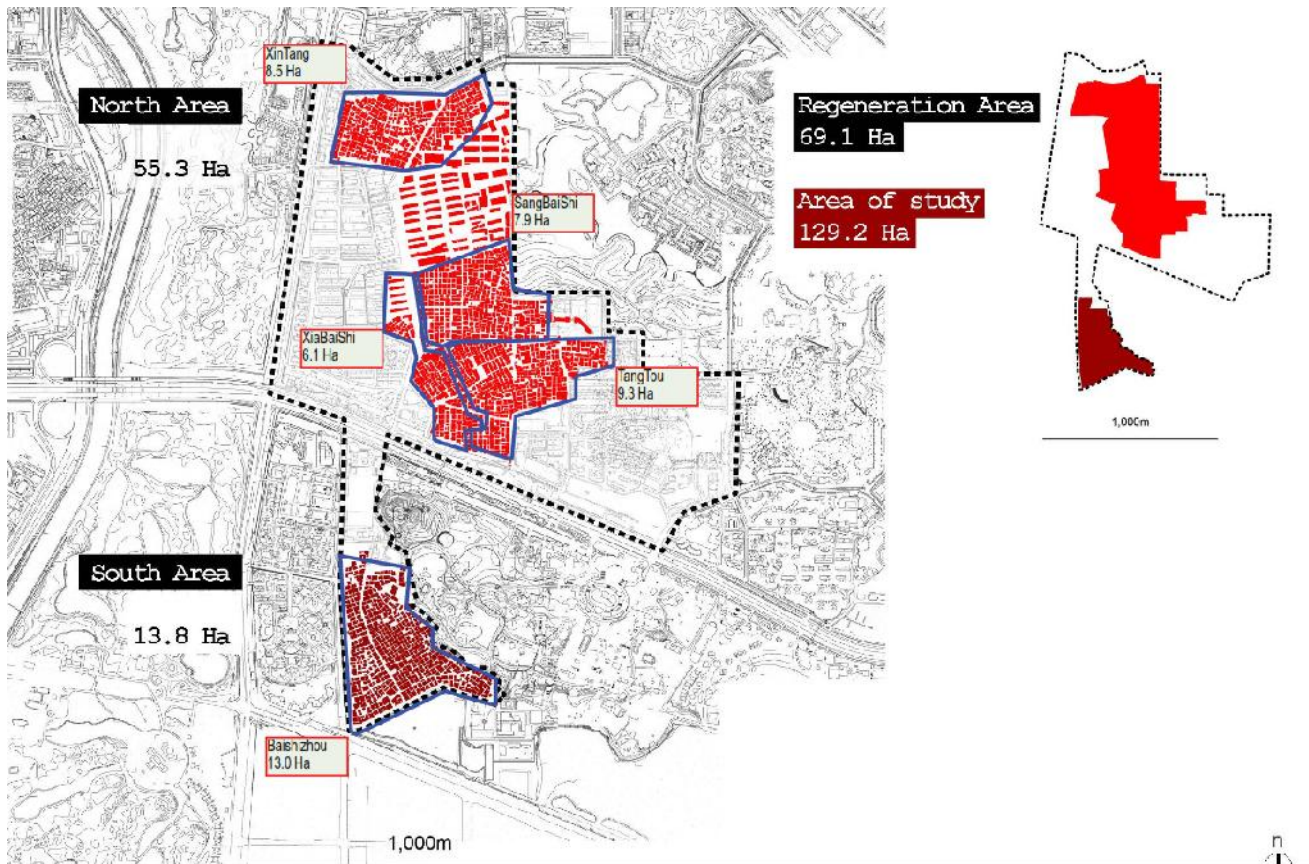 XinTang
8.5 Ha
North Area
55.3 Ha
SangBaiShi
7.9 Ha
XiaBaiShi
6.1 Ha
TangTou
9.3 Ha
South Area
13.8 Ha
Baishizhou
13.0 Ha
1,000m
Regeneration Area
69.1 Ha
Area of study
129.2 Ha
1,000m
n